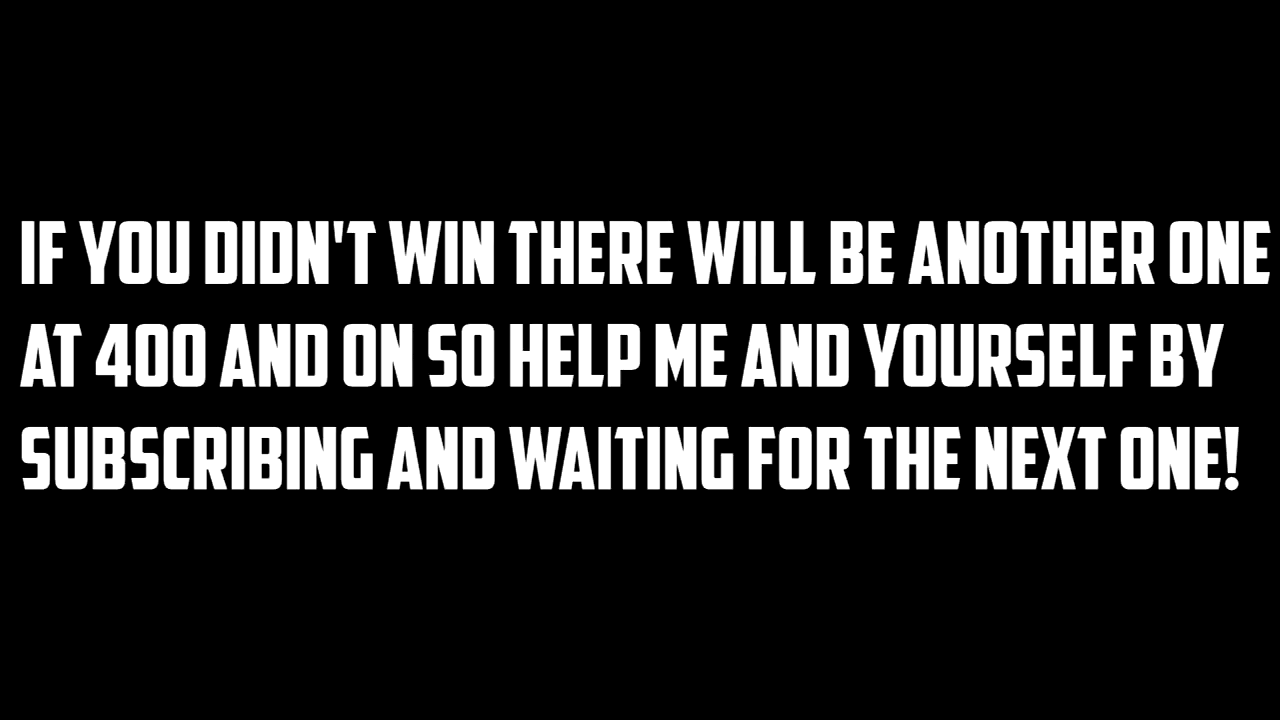 IF YOU DIDN'T WIN THERE WILL BE ANOTHER ONE
AT 400 AND ON SO HELP ME AND YOURSELF BY
SUBSCRIBING AND WAITING FOR THE NEXT ONE!